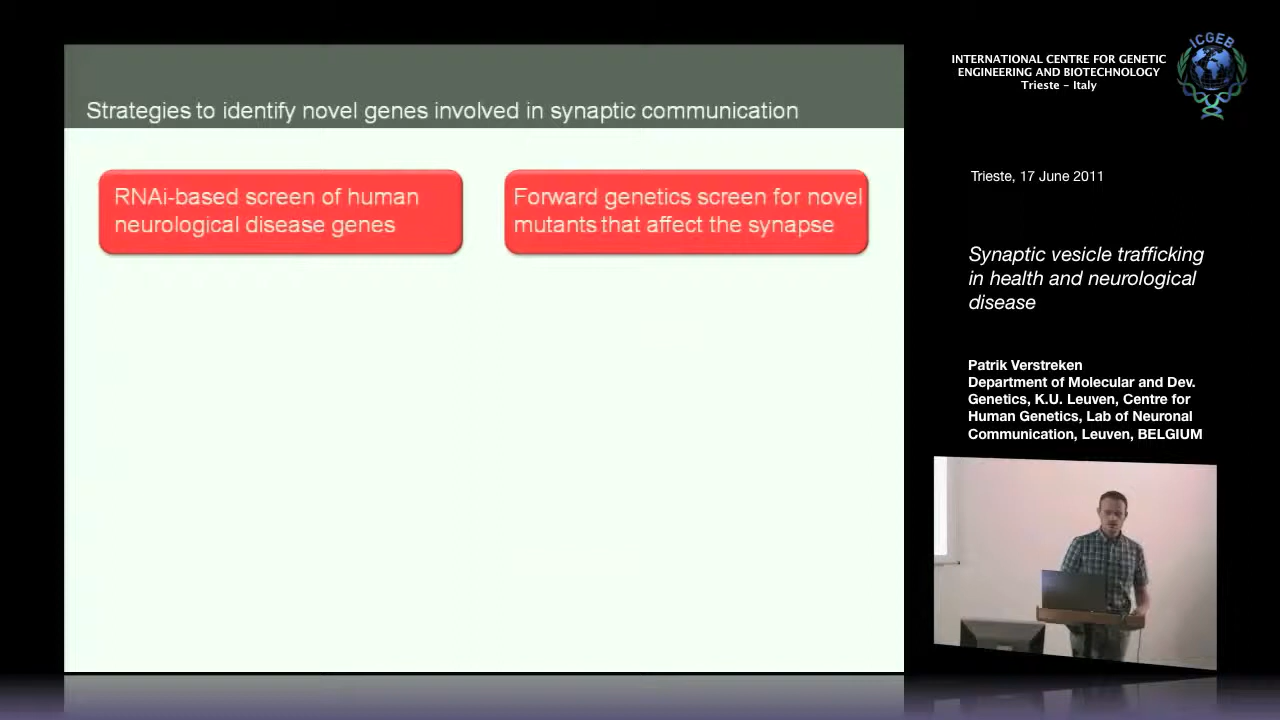 Strategies to identify novel genes involved in synaptic communication
RNAi-based screen of human
neurological disease genes
Forward genetics screen for novel
mutants that affect the synapse
INTERNATIONAL CENTRE FOR GENETIC
ENGINEERING AND BIOTECHNOLOGY
Trieste - Italy
ICGEB
Trieste, 17 June 2011
Synaptic vesicle trafficking
in health and neurological
disease
Patrik Verstreken
Department of Molecular and Dev.
Genetics, K.U. Leuven, Centre for
Human Genetics, Lab of Neuronal
Communication, Leuven, BELGIUM